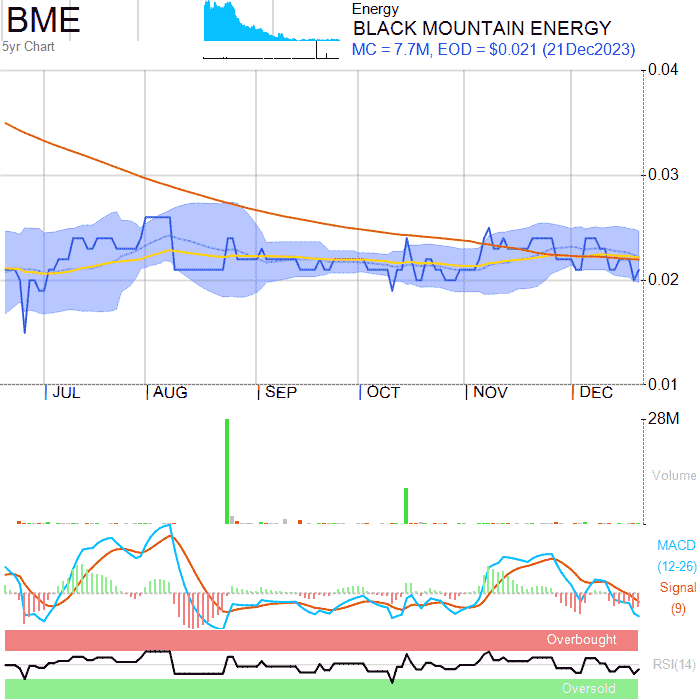 BME
5yr Chart
Energy
BLACK MOUNTAIN ENERGY
MC = 7.7M, EOD = $0.021 (21Dec2023)
0.04
0.03
0.02
0.01
JUL AUG SEP OCT NOV DEC
28M
Volume
MACD
(12-26)
Signal
(9)
Overbought
RSI(14)
Oversold